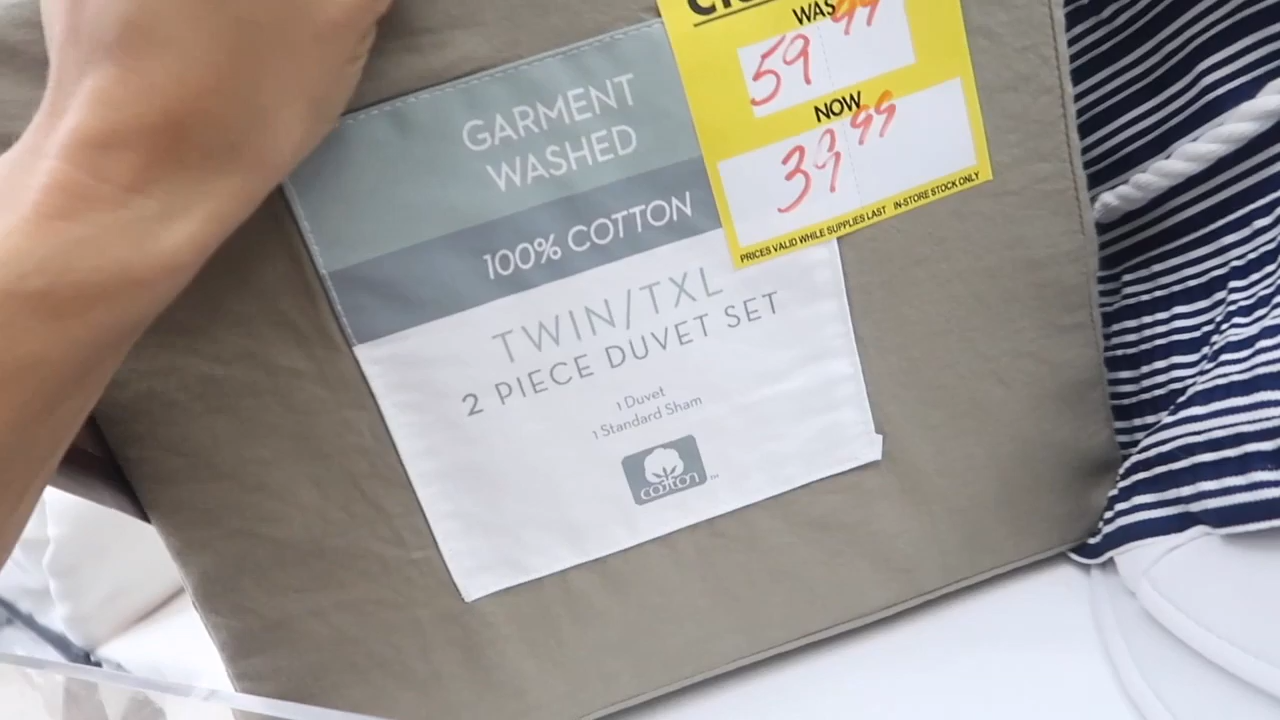 WAS
59 99
NOW
39 99
PRICES VALID WHILE SUPPLIES LAST IN-STORE STOCK ONLY
GARMENT
WASHED
100% COTTON
TWIN/TXL
2 PIECE DUVET SET
1 Duvet
1 Standard Sham
cotton™